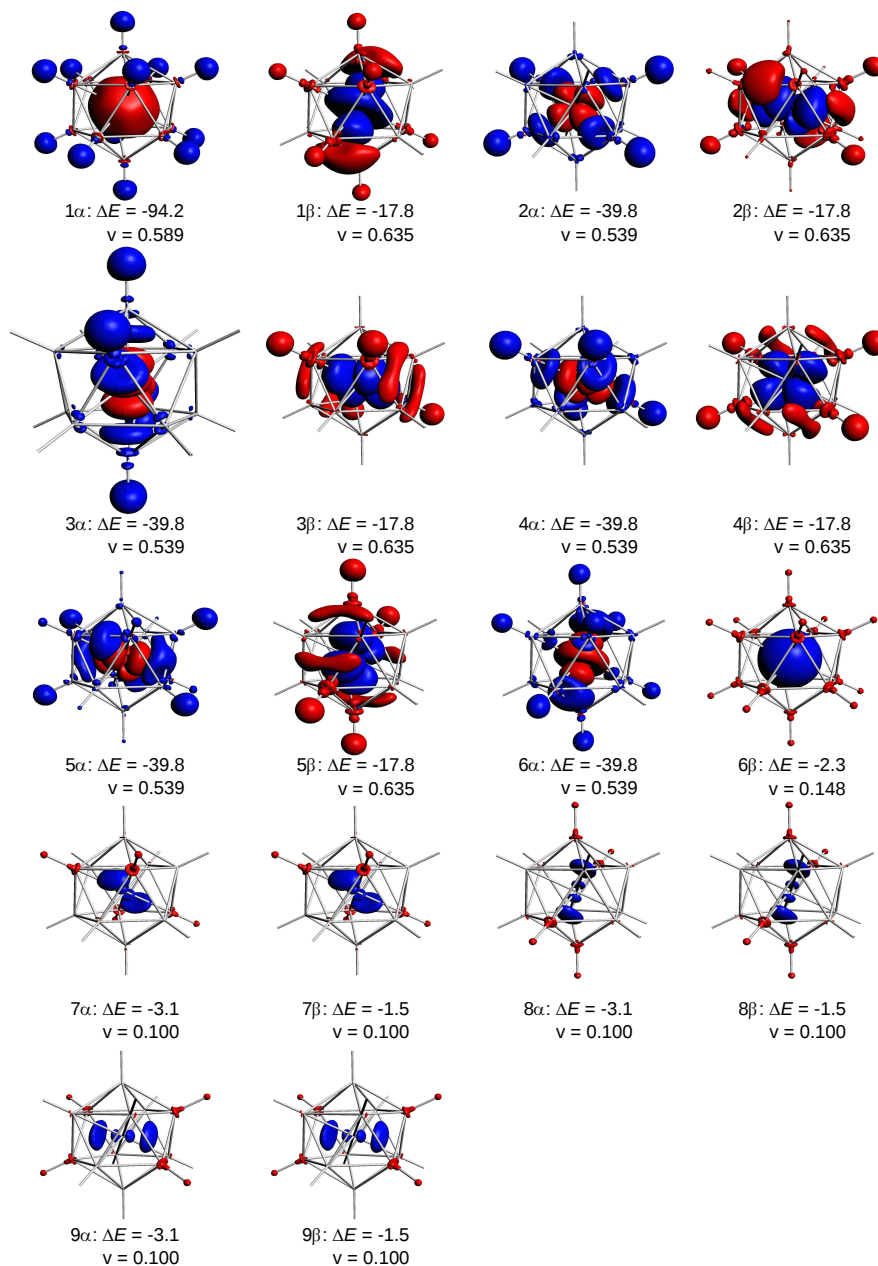 1α: ΔE = -94.2
v = 0.589
1β: ΔE = -17.8
v = 0.635
2α: ΔE = -39.8
v = 0.539
2β: ΔE = -17.8
v = 0.635
3α: ΔE = -39.8
v = 0.539
3β: ΔE = -17.8
v = 0.635
4α: ΔE = -39.8
v = 0.539
4β: ΔE = -17.8
v = 0.635
5α: ΔE = -39.8
v = 0.539
5β: ΔE = -17.8
v = 0.635
6α: ΔE = -39.8
v = 0.539
6β: ΔE = -2.3
v = 0.148
7α: ΔE = -3.1
v = 0.100
7β: ΔE = -1.5
v = 0.100
8α: ΔE = -3.1
v = 0.100
8β: ΔE = -1.5
v = 0.100
9α: ΔE = -3.1
v = 0.100
9β: ΔE = -1.5
v = 0.100